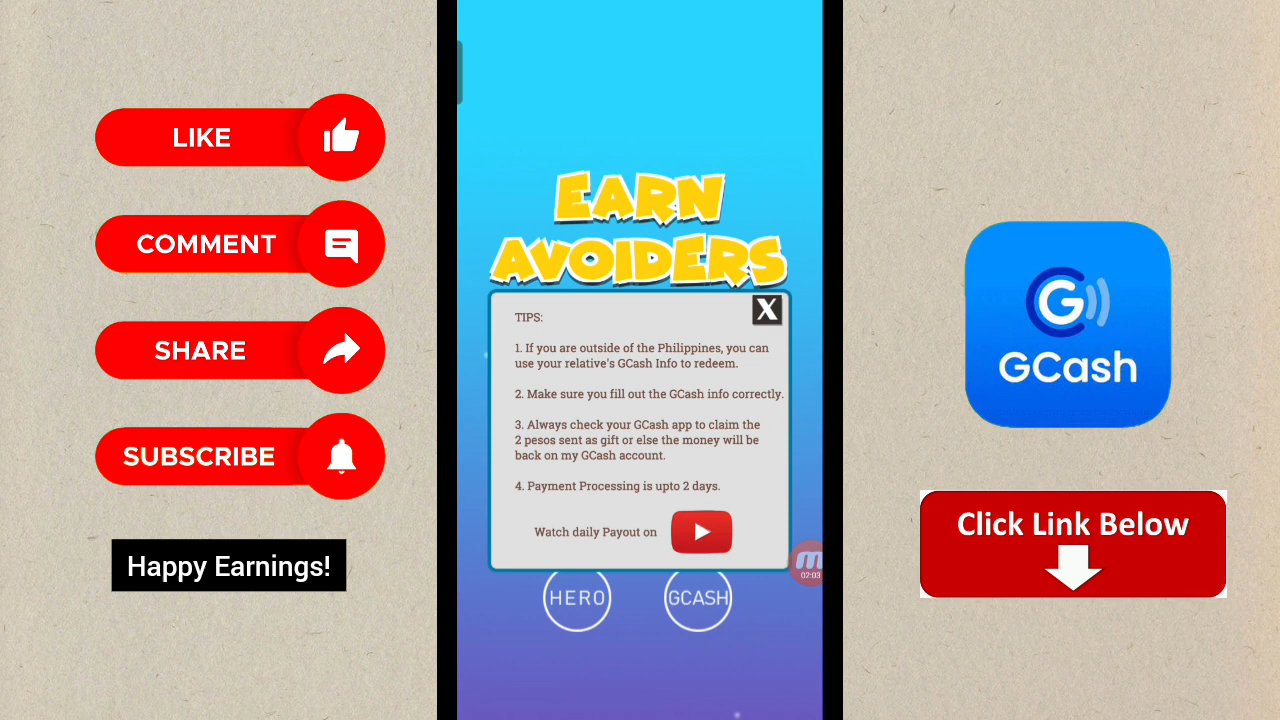 LIKE
COMMENT
SHARE
SUBSCRIBE
Happy Earnings!
EARN
AVOIDERS
X
TIPS:
1. If you are outside of the Philippines, you can
use your relative's GCash Info to redeem.
2. Make sure you fill out the GCash info correctly.
3. Always check your GCash app to claim the
2 pesos sent as gift or else the money will be
back on my GCash account.
4. Payment Processing is upto 2 days.
Watch daily Payout on
02:03
HERO
GCASH
G
GCash
Click Link Below